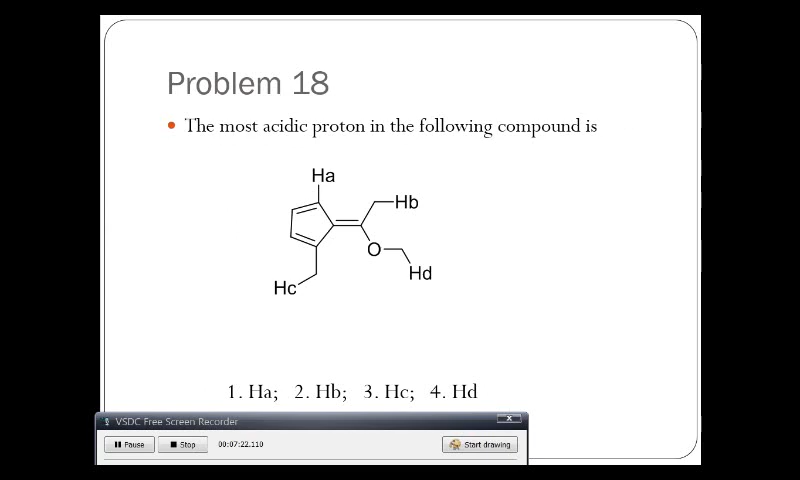 Problem 18
The most acidic proton in the following compound is
Ha
Hb
O
Hd
Hc
1. Ha; 2. Hb; 3. Hc; 4. Hd
VSDC Free Screen Recorder
x
Pause Stop 00:07:22.110 Start drawing